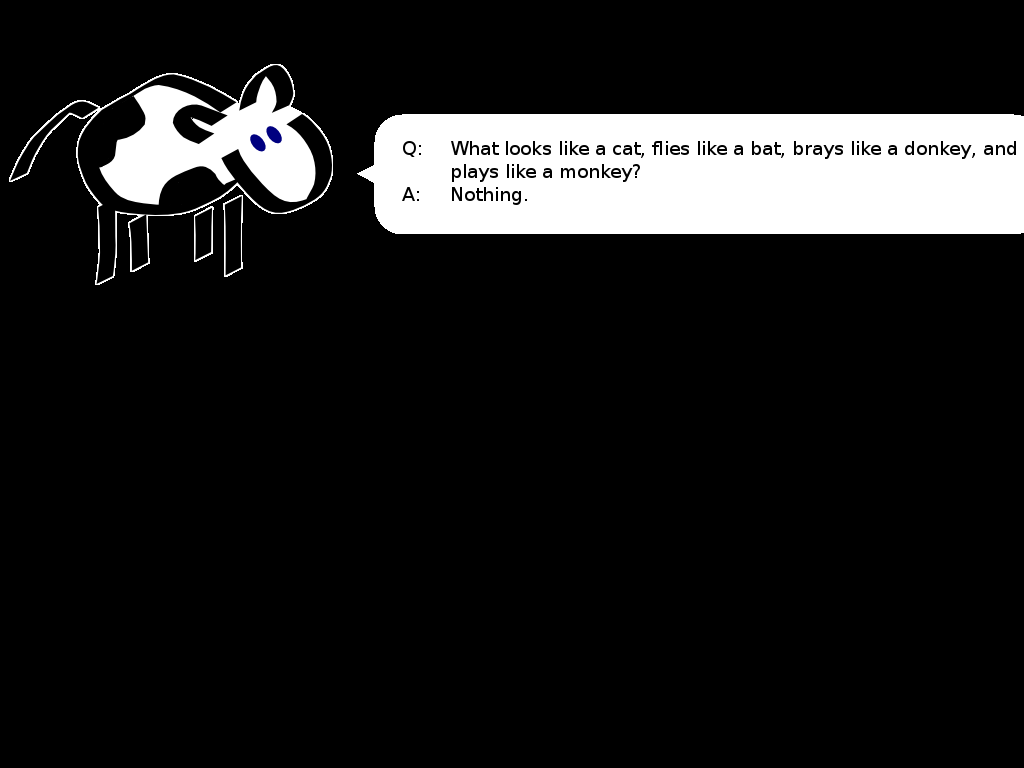 Q: What looks like a cat, flies like a bat, brays like a donkey, and
plays like a monkey?
A: Nothing.